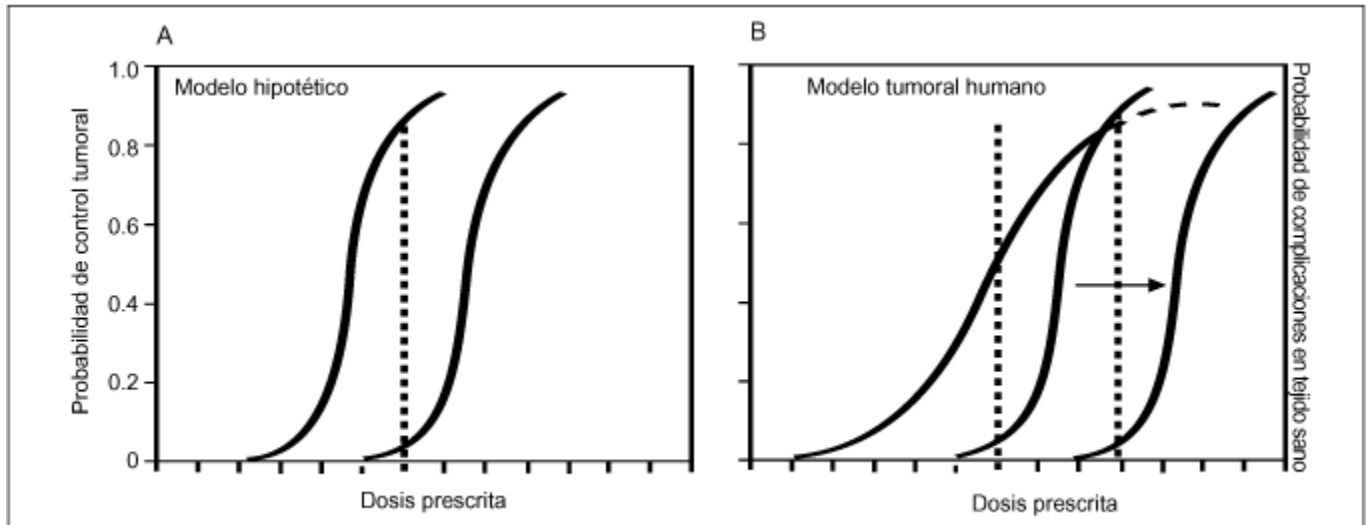 A
B
Modelo hipotético
Modelo tumoral humano
Probabilidad de control tumoral
1.0
0.8
0.6
0.4
0.2
0
Dosis prescrita
Dosis prescrita
Probabilidad de complicaciones en tejido sano